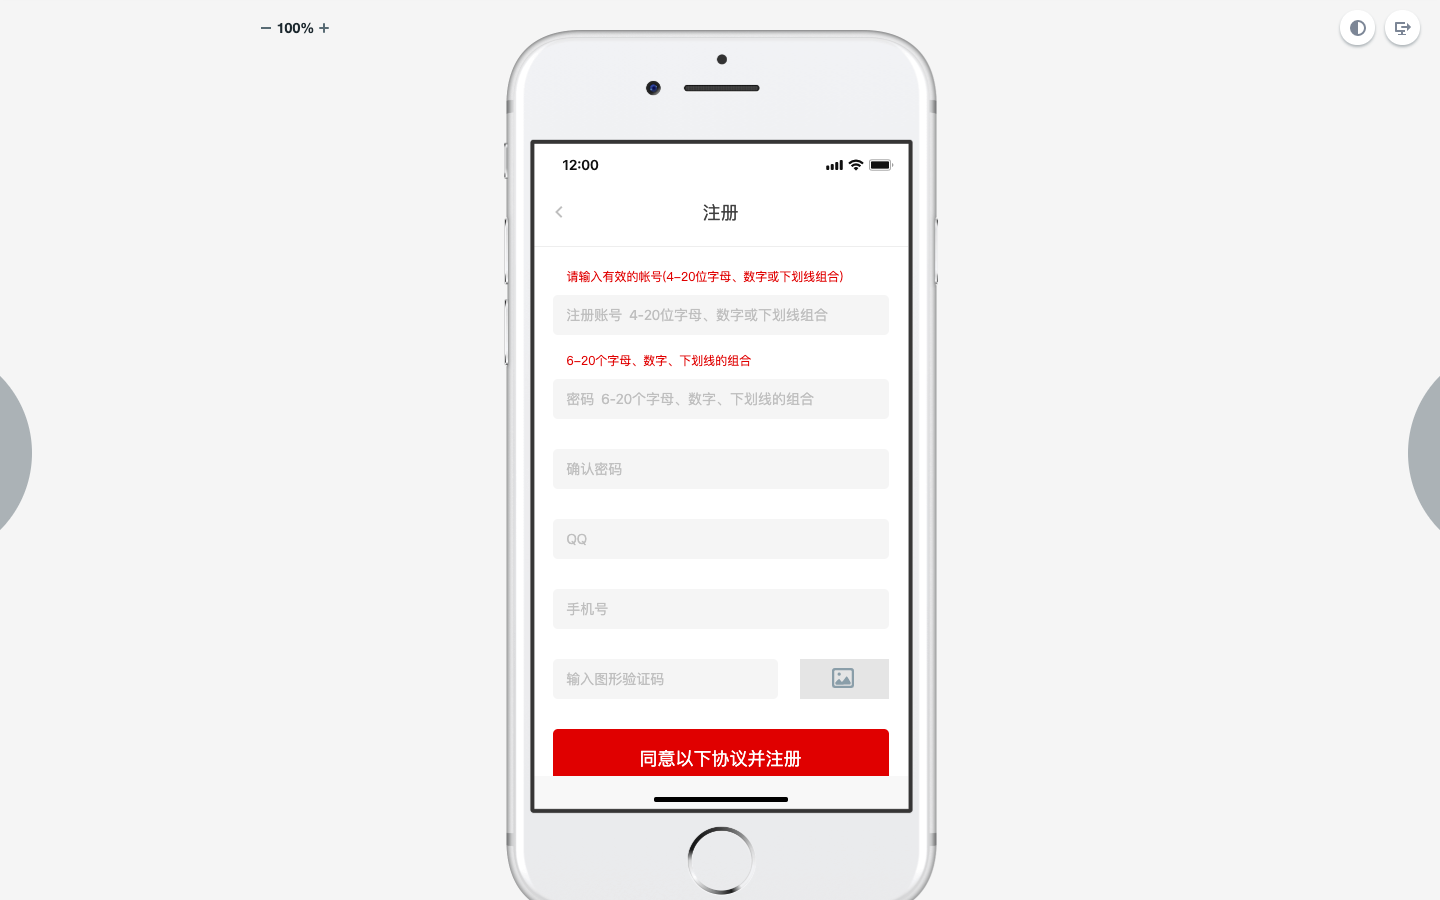 − 100% +
12:00
注册
请输入有效的帐号(4-20位字母、数字或下划线组合)
注册账号 4-20位字母、数字或下划线组合
6-20个字母、数字、下划线的组合
密码 6-20个字母、数字、下划线的组合
确认密码
QQ
手机号
输入图形验证码
同意以下协议并注册